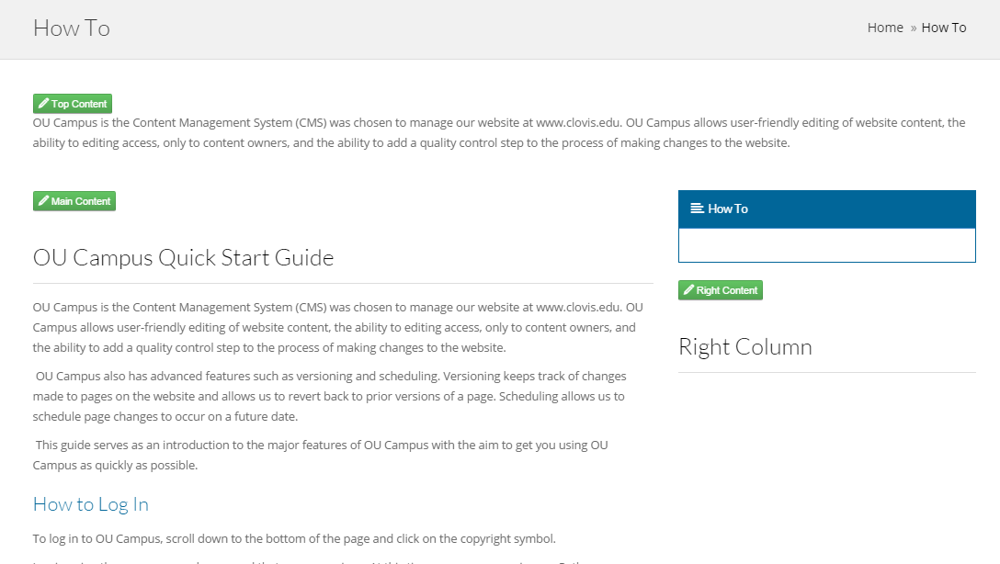 How To
Home » How To
Top Content
OU Campus is the Content Management System (CMS) was chosen to manage our website at www.clovis.edu. OU Campus allows user-friendly editing of website content, the
ability to editing access, only to content owners, and the ability to add a quality control step to the process of making changes to the website.
Main Content
OU Campus Quick Start Guide
OU Campus is the Content Management System (CMS) was chosen to manage our website at www.clovis.edu. OU
Campus allows user-friendly editing of website content, the ability to editing access, only to content owners, and
the ability to add a quality control step to the process of making changes to the website.
OU Campus also has advanced features such as versioning and scheduling. Versioning keeps track of changes
made to pages on the website and allows us to revert back to prior versions of a page. Scheduling allows us to
schedule page changes to occur on a future date.
This guide serves as an introduction to the major features of OU Campus with the aim to get you using OU
Campus as quickly as possible.
How to Log In
To log in to OU Campus, scroll down to the bottom of the page and click on the copyright symbol.
How To
Right Content
Right Column